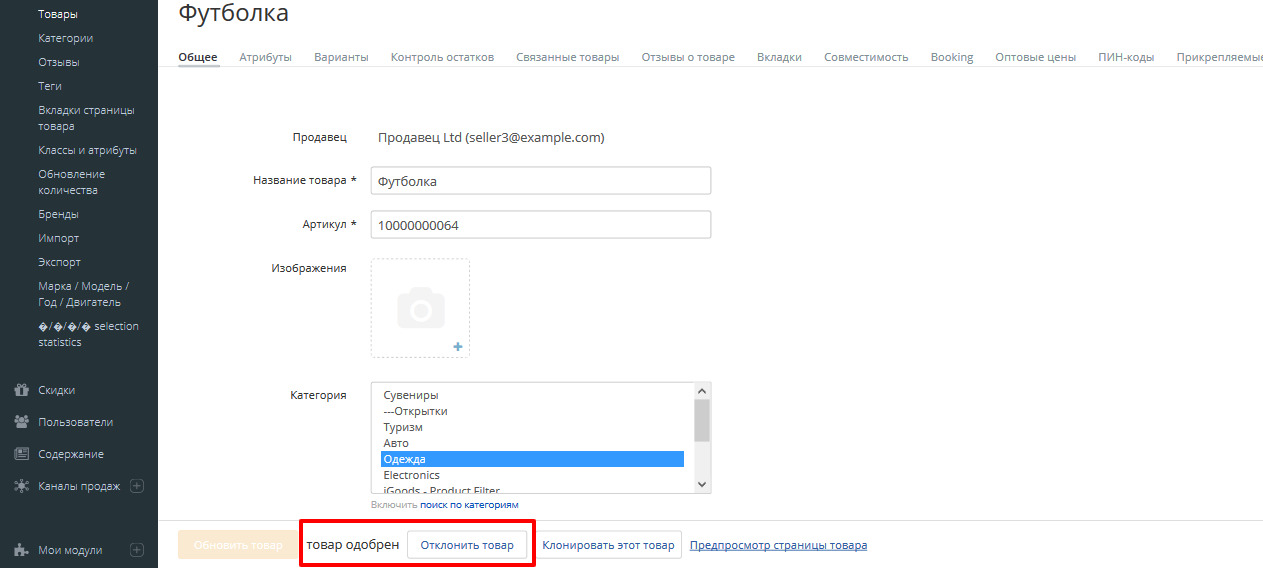 Товары
Категории
Отзывы
Теги
Вкладки страницы
товара
Классы и атрибуты
Обновление
количества
Бренды
Импорт
Экспорт
Марка / Модель /
Год / Двигатель
�/�/�/� selection
statistics
Скидки
Пользователи
Содержание
Каналы продаж
Мои модули
Футболка
Общее Атрибуты Варианты Контроль остатков Связанные товары Отзывы о товаре Вкладки Совместимость Booking Оптовые цены ПИН-коды Прикрепляемые
Продавец Продавец Ltd (seller3@example.com)
Название товара * Футболка
Артикул * 10000000064
Изображения
Категория
Сувениры
---Открытки
Туризм
Авто
Одежда
Electronics
iGoods - Product Filter
Включить поиск по категориям
Обновить товар товар одобрен Отклонить товар Клонировать этот товар Предпросмотр страницы товара